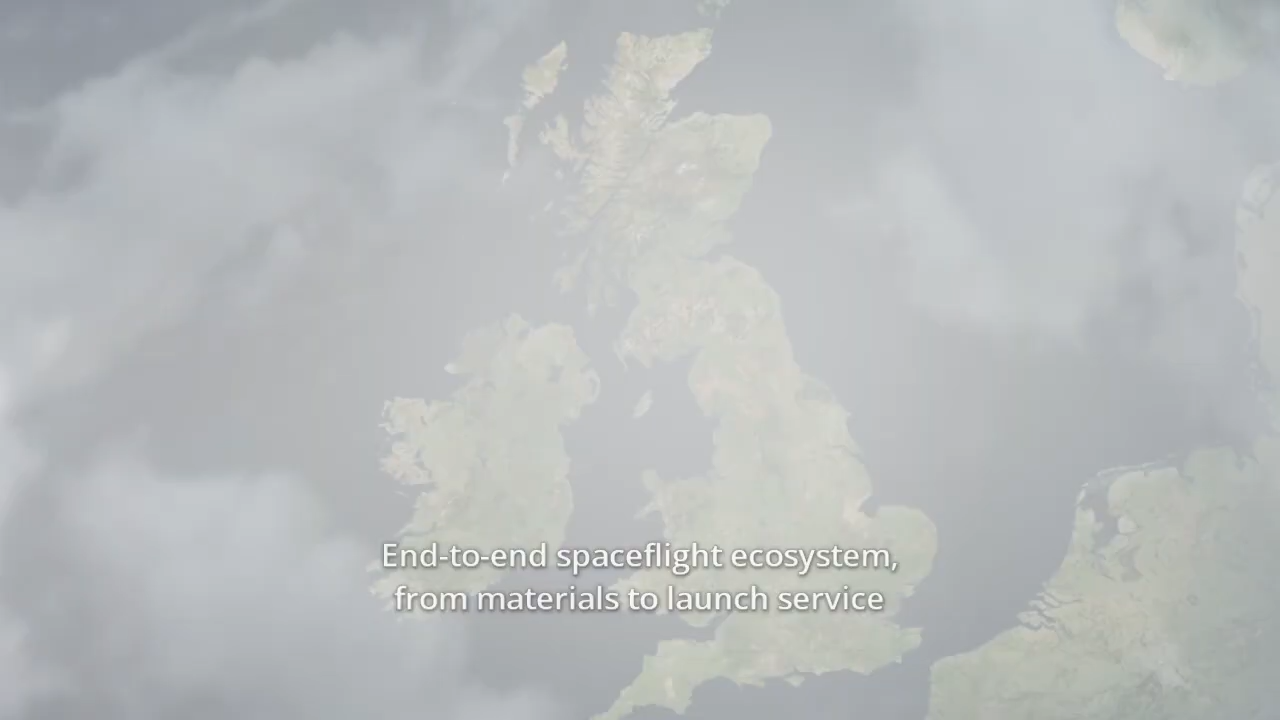 End-to-end spaceflight ecosystem,
from materials to launch service